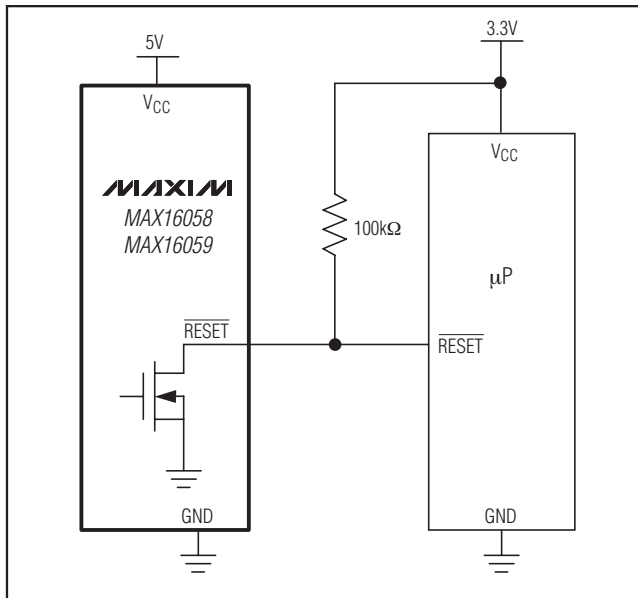 5V
3.3V
VCC
VCC
MAXIM
MAX16058
MAX16059
100kΩ
μP
RESET
RESET
GND
GND